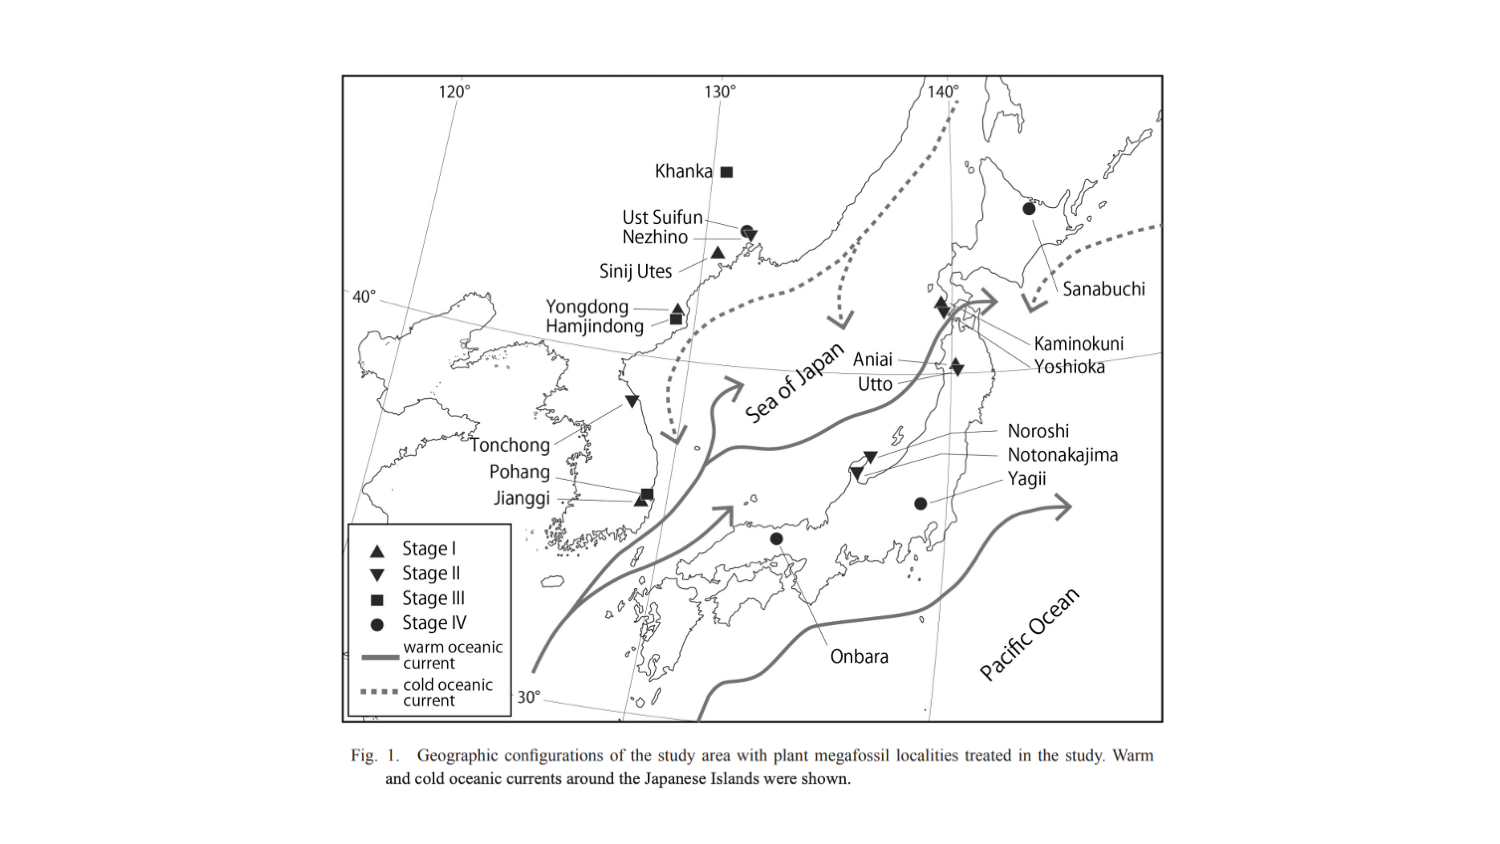 120°
130°
140°
Khanka
Ust Suifun
Nezhino
Sinij Utes
Sanabuchi
40°
Yongdong
Hamjindong
Kaminokuni
Yoshioka
Aniai
Utto
Sea of Japan
Tonchong
Noroshi
Notonakajima
Yagii
Pohang
Jianggi
Stage I
Stage II
Stage III
Stage IV
warm oceanic
current
cold oceanic
current
30°
Onbara
Pacific Ocean
Fig. 1. Geographic configurations of the study area with plant megafossil localities treated in the study. Warm
and cold oceanic currents around the Japanese Islands were shown.